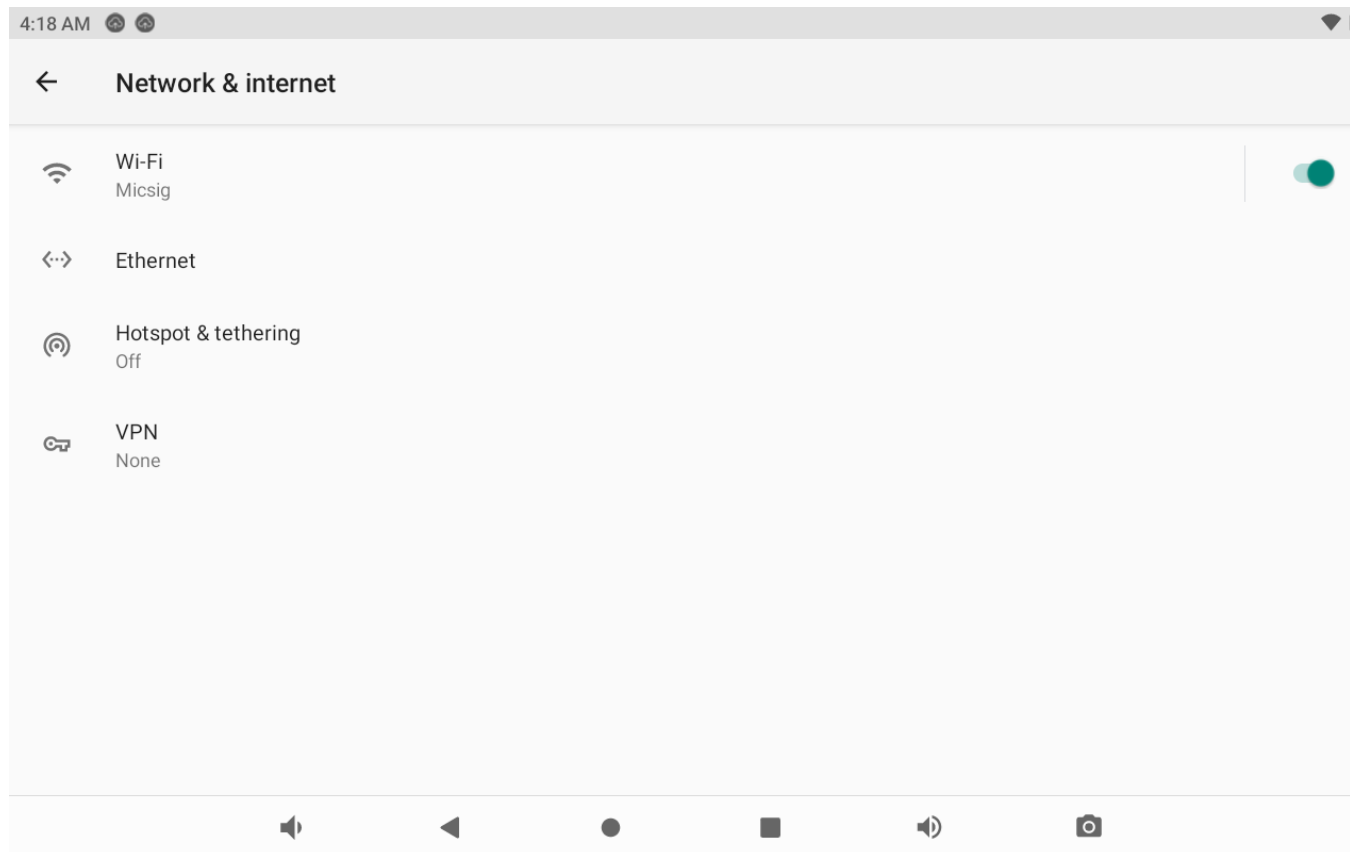 4:18 AM
Network & internet
Wi-Fi
Micsig
Ethernet
Hotspot & tethering
Off
VPN
None